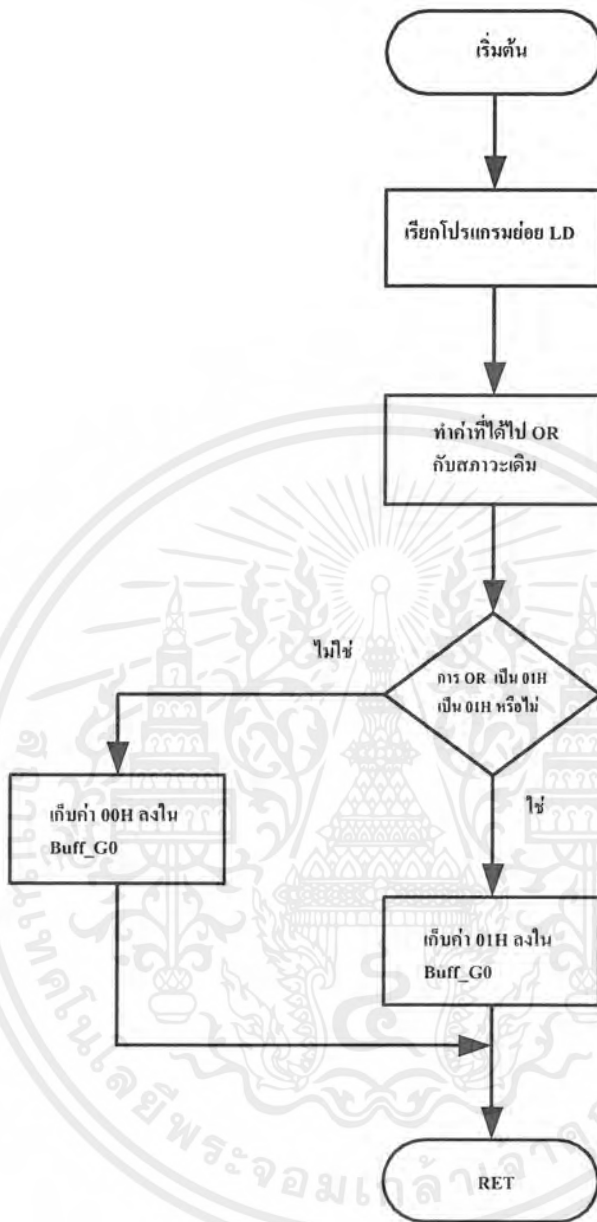 เริ่มต้น
เรียกโปรแกรมย่อย LD
ทำค่าที่ได้ไป OR
กับสภาวะเดิม
ไม่ใช่
การ OR เป็น 01H
เป็น 01H หรือไม่
ใช่
เก็บค่า 00H ลงใน
Buff_G0
เก็บค่า 01H ลงใน
Buff_G0
RET